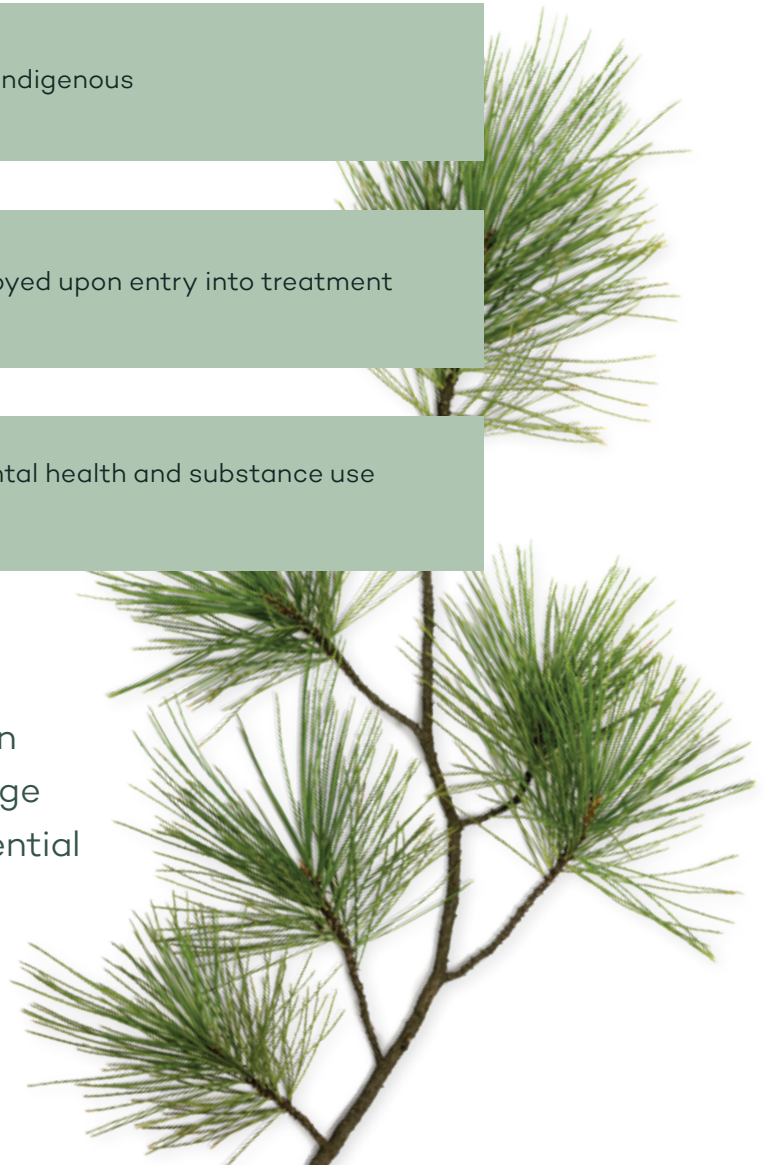 ndigenous
oyed upon entry into treatment
ntal health and substance use
n
ge
ential